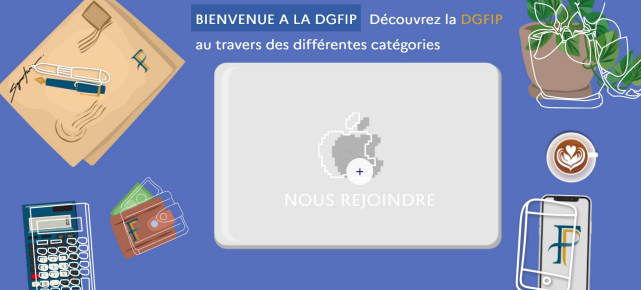 BIENVENUE A LA DGFIP Découvrez la DGFIP
au travers des différentes catégories
+
NOUS REJOINDRE